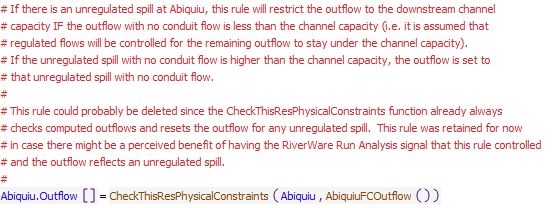 # If there is an unregulated spill at Abiquiu, this rule will restrict the outflow to the downstream channel
# capacity IF the outflow with no conduit flow is less than the channel capacity (i.e. it is assumed that
# regulated flows will be controlled for the remaining outflow to stay under the channel capacity).
# If the unregulated spill with no conduit flow is higher than the channel capacity, the outflow is set to
# that unregulated spill with no conduit flow.
#
# This rule could probably be deleted since the CheckThisResPhysicalConstraints function already always
# checks computed outflows and resets the outflow for any unregulated spill.  This rule was retained for now
# in case there might be a perceived benefit of having the RiverWare Run Analysis signal that this rule controlled
# and the outflow reflects an unregulated spill.
#
Abiquiu.Outflow [] = CheckThisResPhysicalConstraints ( Abiquiu , AbiquiuFCOutflow () )